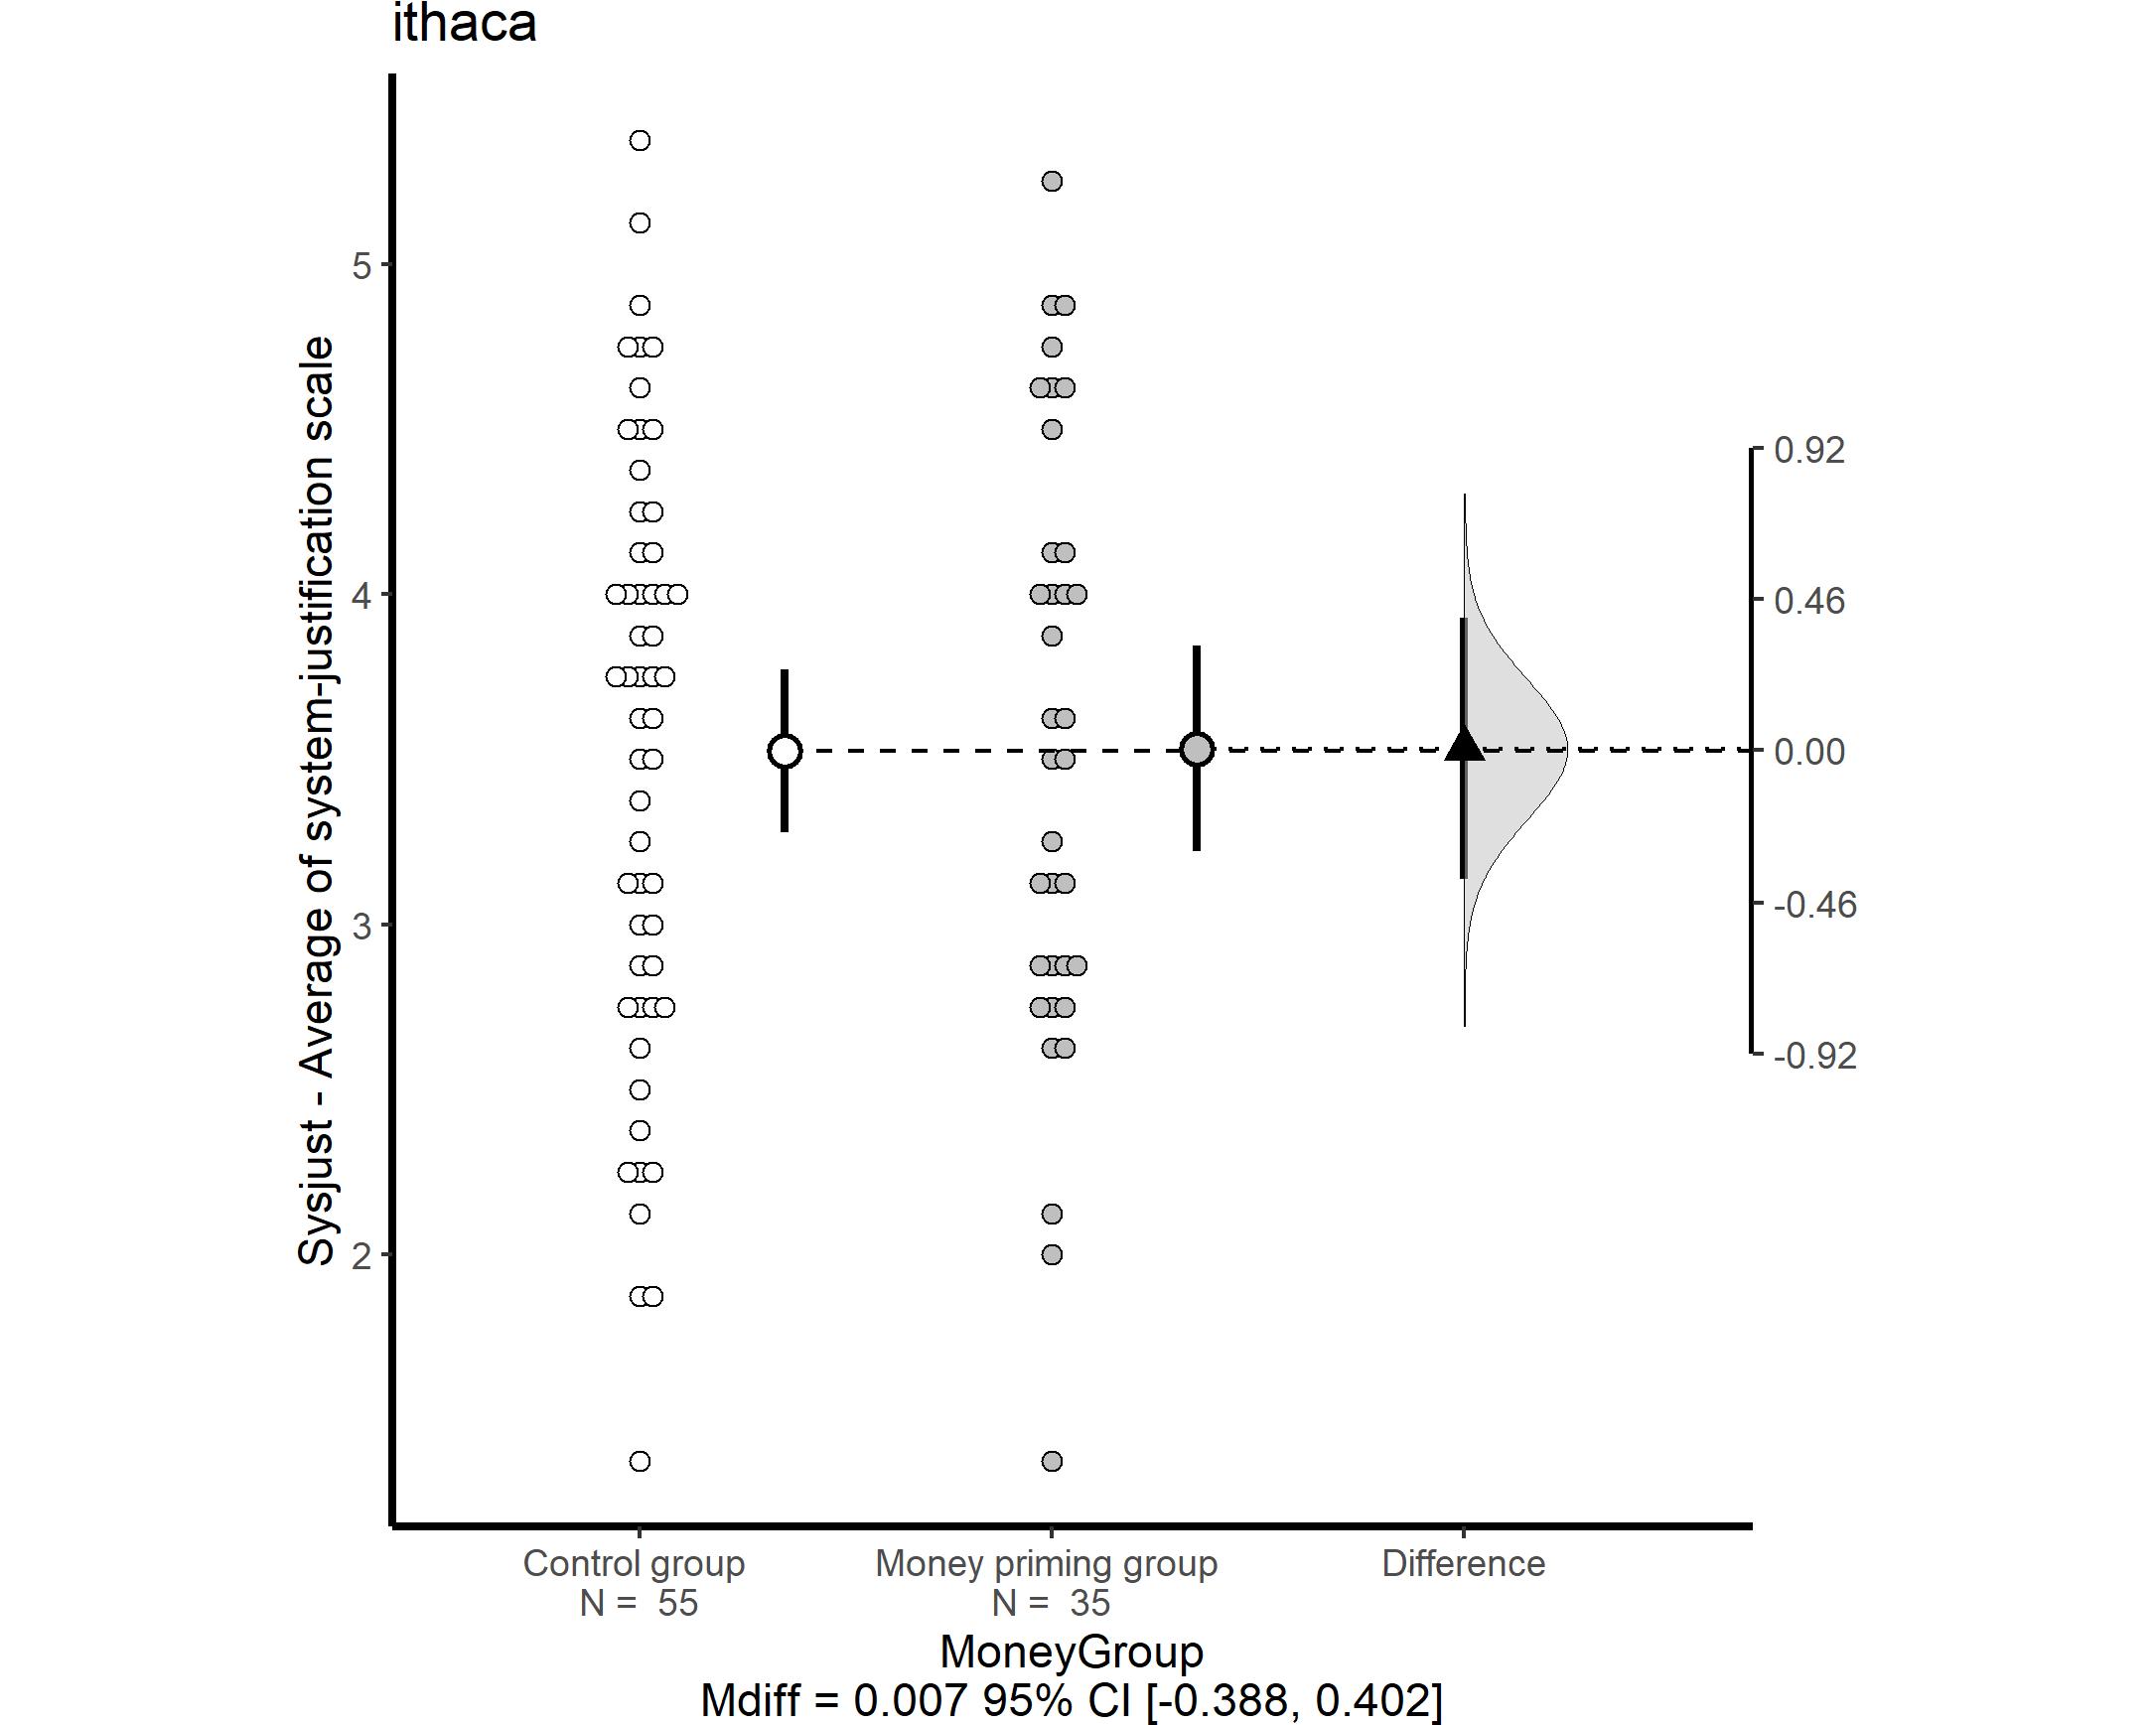 ithaca
Sysjust - Average of system-justification scale
5
4
3
2
0.92
0.46
0.00
-0.46
-0.92
Control group
N =  55
Money priming group
N =  35
Difference
MoneyGroup
Mdiff = 0.007 95% CI [-0.388, 0.402]